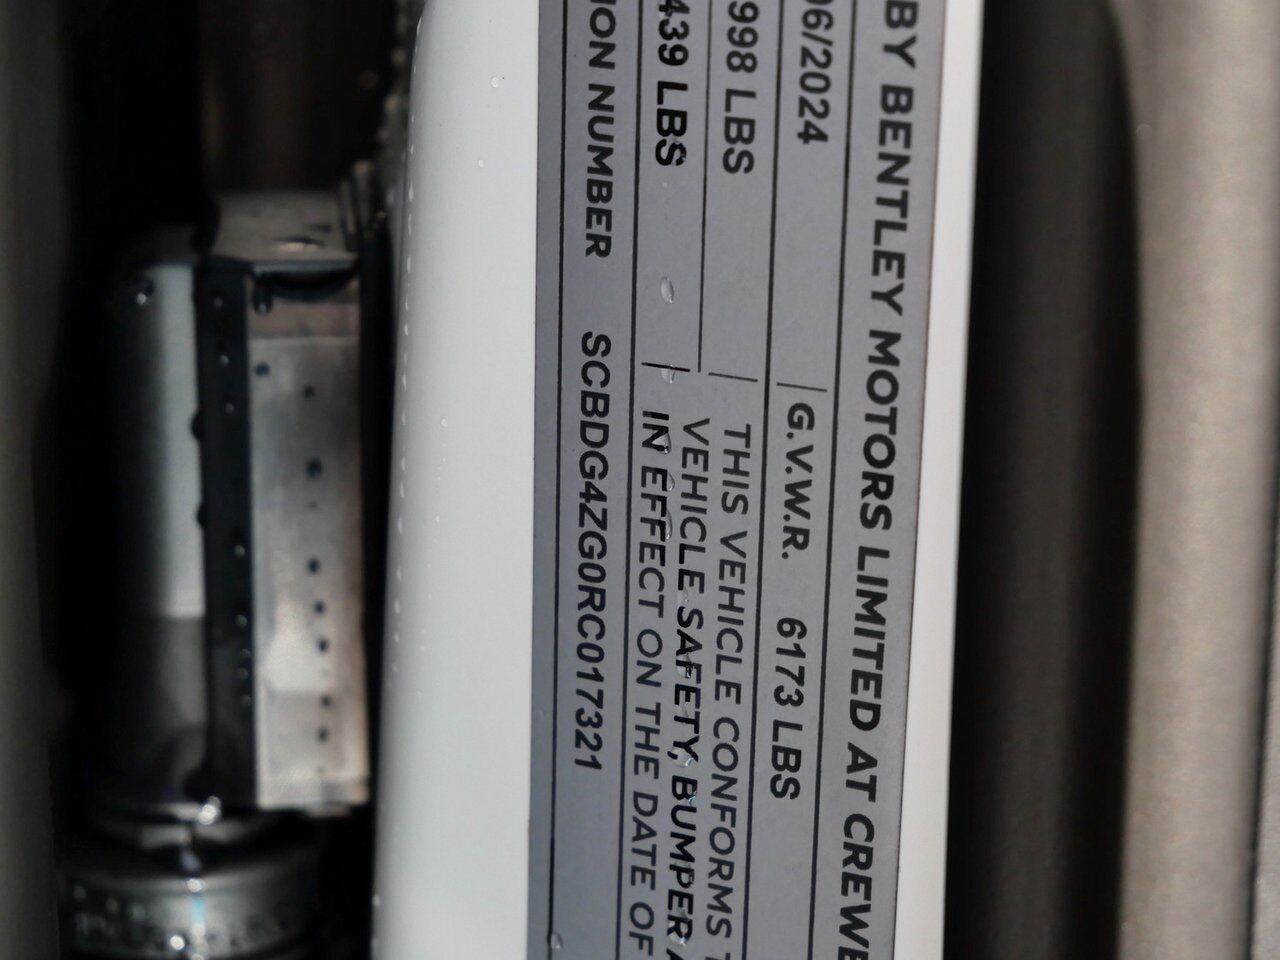 BY BENTLEY MOTORS LIMITED AT CREWE
06/2024 G.V.W.R. 6173 LBS
998 LBS THIS VEHICLE CONFORMS
VEHICLE SAFETY, BUMPER
439 LBS IN EFFECT ON THE DATE OF
ION NUMBER SCBDG4ZG0RC017321